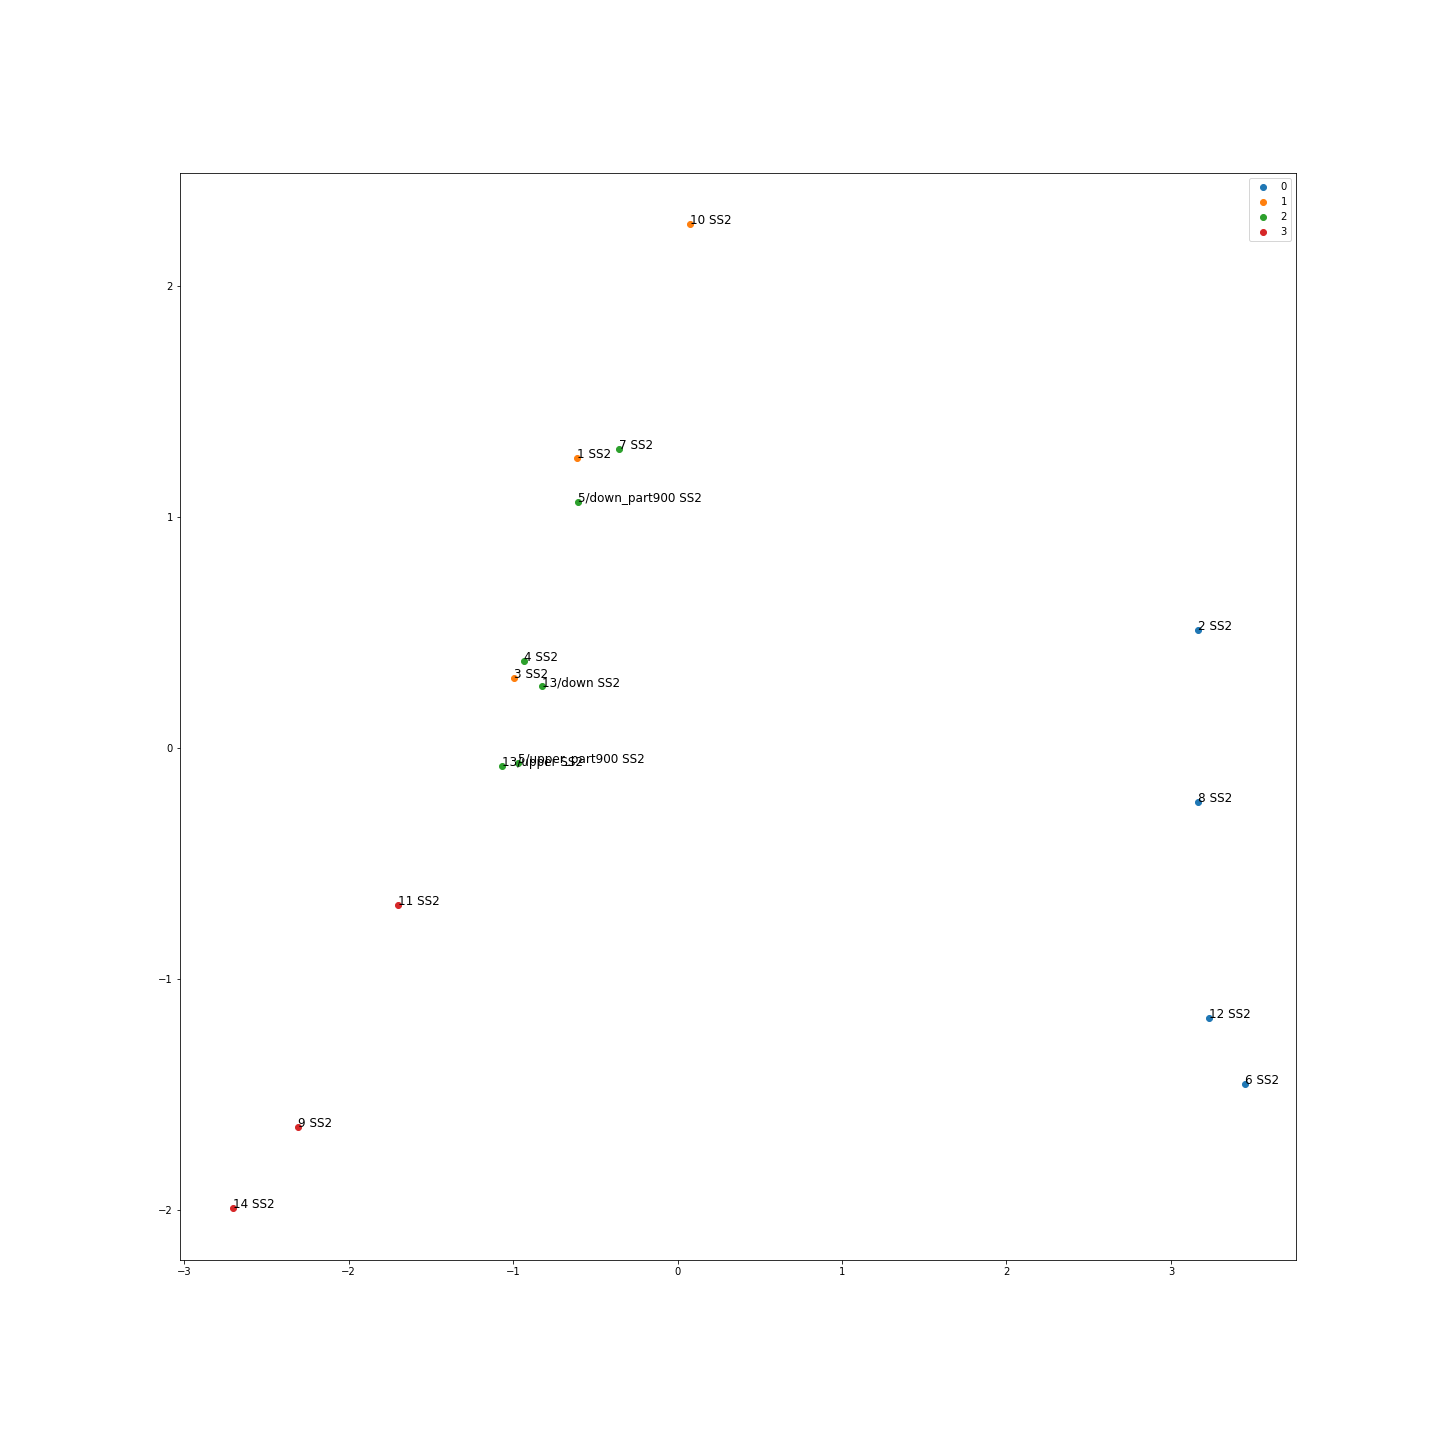 0
1
2
3
10 SS2
7 SS2
1 SS2
5/down_part900 SS2
2 SS2
4 SS2
3 SS2
13/down SS2
5/upper_part900 SS2
13/upper SS2
8 SS2
11 SS2
12 SS2
6 SS2
9 SS2
14 SS2
2
1
0
−1
−2
−3
−2
−1
0
1
2
3